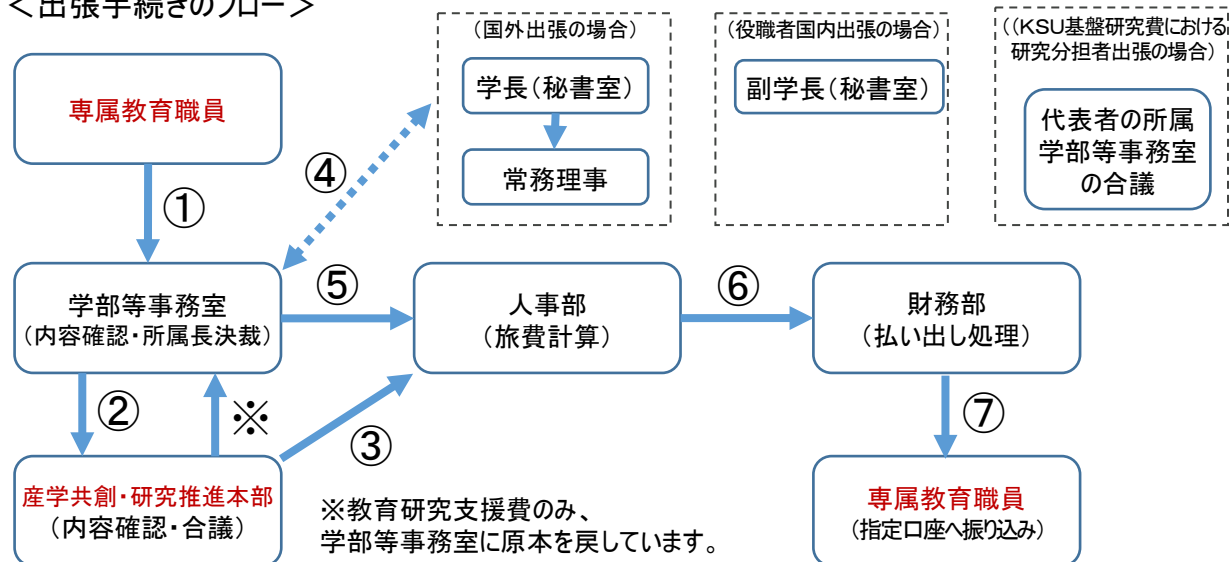 ＜出張手続きのフロー＞
（国外出張の場合）
（役職者国内出張の場合）
（（KSU基盤研究費における
研究分担者出張の場合）
専属教育職員
学長（秘書室）
副学長（秘書室）
代表者の所属
学部等事務室
の合議
常務理事
④
①
学部等事務室
（内容確認・所属長決裁）
⑤
人事部
（旅費計算）
⑥
財務部
（払い出し処理）
②
※
③
⑦
産学共創・研究推進本部
（内容確認・合議）
※教育研究支援費のみ、
学部等事務室に原本を戻しています。
専属教育職員
（指定口座へ振り込み）